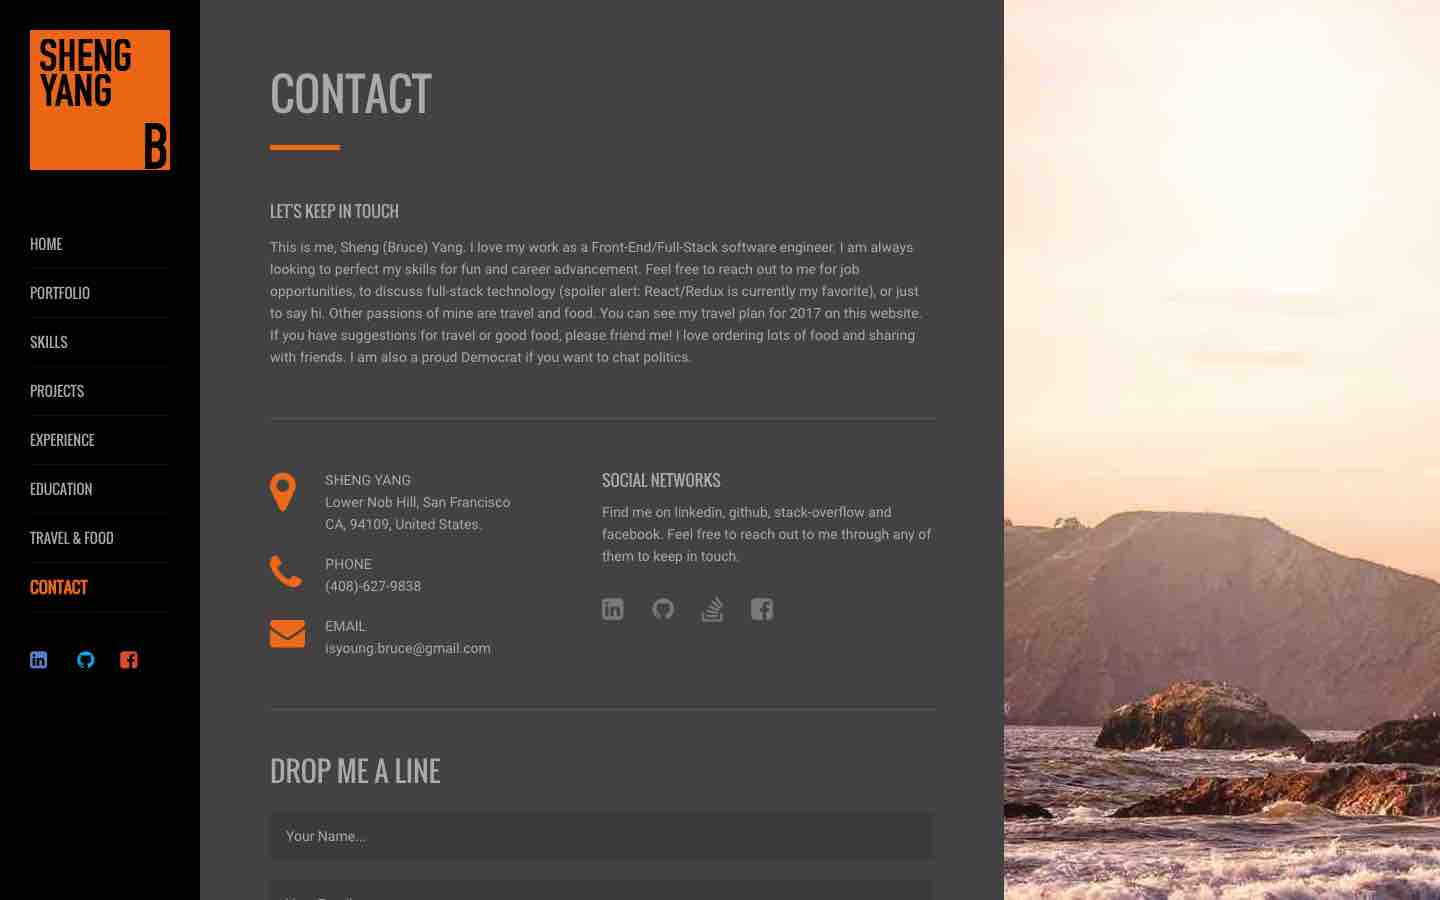 SHENG
YANG
B
HOME
PORTFOLIO
SKILLS
PROJECTS
EXPERIENCE
EDUCATION
TRAVEL & FOOD
CONTACT
CONTACT
LET'S KEEP IN TOUCH
This is me, Sheng (Bruce) Yang. I love my work as a Front-End/Full-Stack software engineer. I am always
looking to perfect my skills for fun and career advancement. Feel free to reach out to me for job
opportunities, to discuss full-stack technology (spoiler alert: React/Redux is currently my favorite), or just
to say hi. Other passions of mine are travel and food. You can see my travel plan for 2017 on this website.
If you have suggestions for travel or good food, please friend me! I love ordering lots of food and sharing
with friends. I am also a proud Democrat if you want to chat politics.
SHENG YANG
Lower Nob Hill, San Francisco
CA, 94109, United States.
PHONE
(408)-627-9838
EMAIL
isyoung.bruce@gmail.com
SOCIAL NETWORKS
Find me on linkedin, github, stack-overflow and
facebook. Feel free to reach out to me through any of
them to keep in touch.
DROP ME A LINE
Your Name...